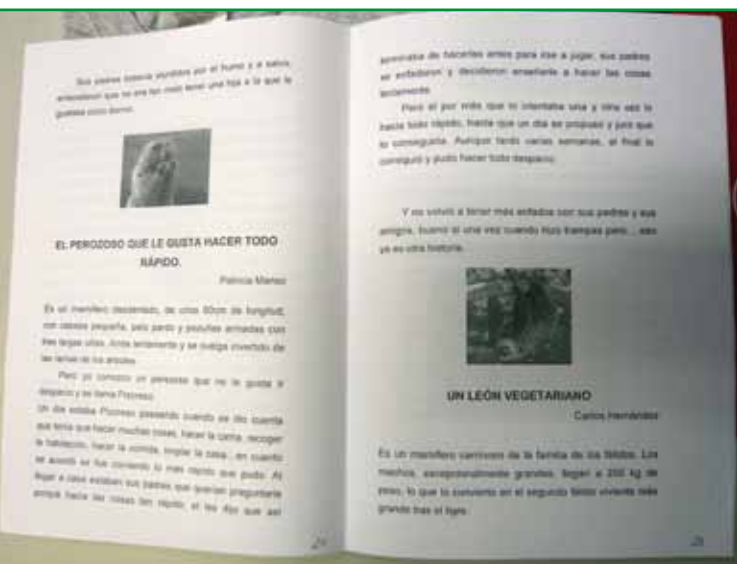 Sus padres todavía aturdidos por el humo y a salvo,
entendieron que no era tan malo tener una hija a la que le
gustaba como dormir.
EL PEROZOSO QUE LE GUSTA HACER TODO
RÁPIDO.
Patricia Manso
Es un mamífero desdentado, de unos 60cm de longitud,
con cabeza pequeña, pelo pardo y pezuñas armadas con
tres largas uñas. Anda lentamente y se cuelga invertido de
las ramas de los árboles.
Pero yo conozco un perezoso que no le gusta ir
despacio y se llama
Un día estaba paseando cuando se dio cuenta
que tenía que hacer muchas cosas, hacer la cama, recoger
la habitación, hacer la comida, limpiar la casa... en cuanto
se acordó se fue corriendo lo más rápido que pudo. Al
llegar a casa estaban sus padres que querían preguntarle
porqué hacía las cosas tan rápido, él les dijo que así
24
terminaba de hacerlas antes para irse a jugar, sus padres
se enfadaron y decidieron enseñarle a hacer las cosas
lentamente.
Pero él por más que lo intentaba una y otra vez lo
hacía todo rápido, hasta que un día se propuso y juró que
lo conseguiría. Aunque tardó varias semanas, al final lo
consiguió y pudo hacer todo despacio.
Y no volvió a tener más enfados con sus padres y sus
amigos, bueno si una vez cuando hizo trampas pero... eso
ya es otra historia.
UN LEÓN VEGETARIANO
Carlos Hernández
Es un mamífero carnívoro de la familia de los félidos. Los
machos, excepcionalmente grandes, llegan a 250 kg de
peso, lo que lo convierte en el segundo félido viviente más
grande tras el tigre.
25